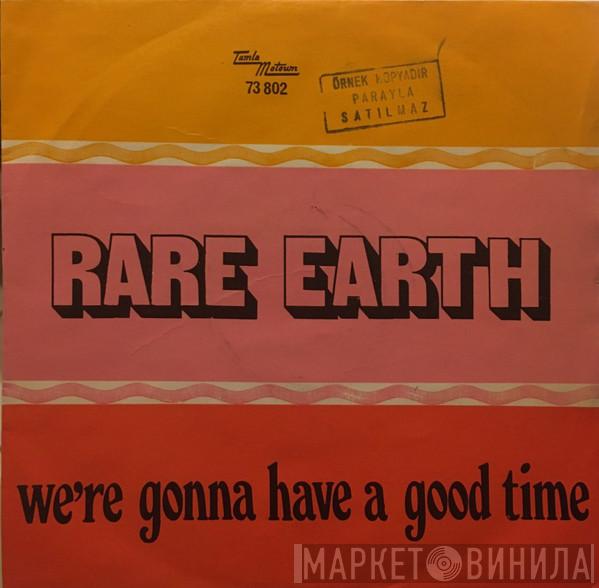 Tamla
Motown
73 802
ÖRNEK KOPYADIR
PARAYLA
SATILMAZ
RARE EARTH
we're gonna have a good time
МАРКЕТ ВИНИЛА